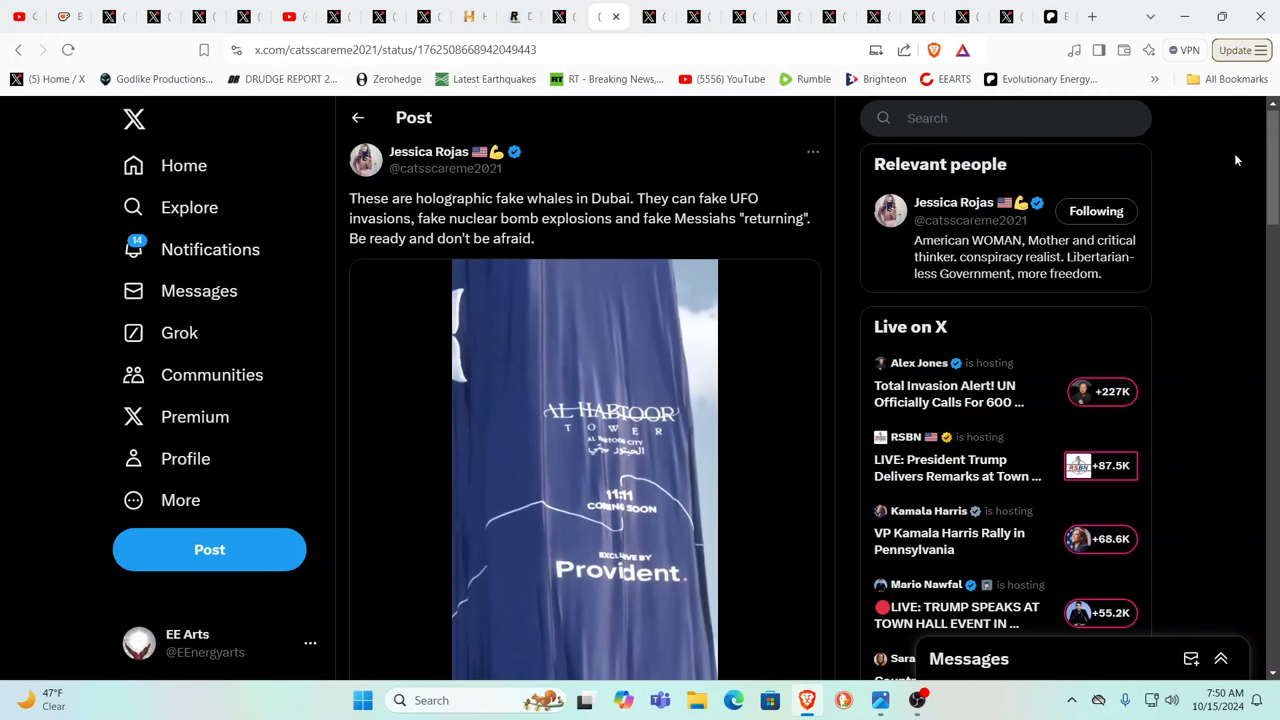 x.com/catsscareme2021/status/1762508668942049443
VPN
Update
(5) Home / X
Godlike Productions...
DRUDGE REPORT 2...
Zerohedge
Latest Earthquakes
RT - Breaking News,...
(5555) YouTube
Rumble
Brighteon
EEARTS
Evolutionary Energy...
»
All Bookmarks
Home
Explore
14
Notifications
Messages
Grok
Communities
Premium
Profile
More
Post
EE Arts
@EEnergyarts
Post
Jessica Rojas
@catsscareme2021
These are holographic fake whales in Dubai. They can fake UFO
invasions, fake nuclear bomb explosions and fake Messiahs "returning".
Be ready and don't be afraid.
AL HABTOOR
TOWER
AL HABTOOR CITY
الحبتور سيتي
11:11
COMING SOON
EXCLUSIVE BY
Provident.
Search
Relevant people
Jessica Rojas
@catsscareme2021
Following
American WOMAN, Mother and critical
thinker. conspiracy realist. Libertarian-
less Government, more freedom.
Live on X
Alex Jones is hosting
Total Invasion Alert! UN
Officially Calls For 600 ...
+227K
RSBN is hosting
LIVE: President Trump
Delivers Remarks at Town ...
RSBN
+87.5K
Kamala Harris is hosting
VP Kamala Harris Rally in
Pennsylvania
+68.6K
Mario Nawfal is hosting
LIVE: TRUMP SPEAKS AT
TOWN HALL EVENT IN ...
+55.2K
Sara
Messages
47°F
Clear
Search
7:50 AM
10/15/2024